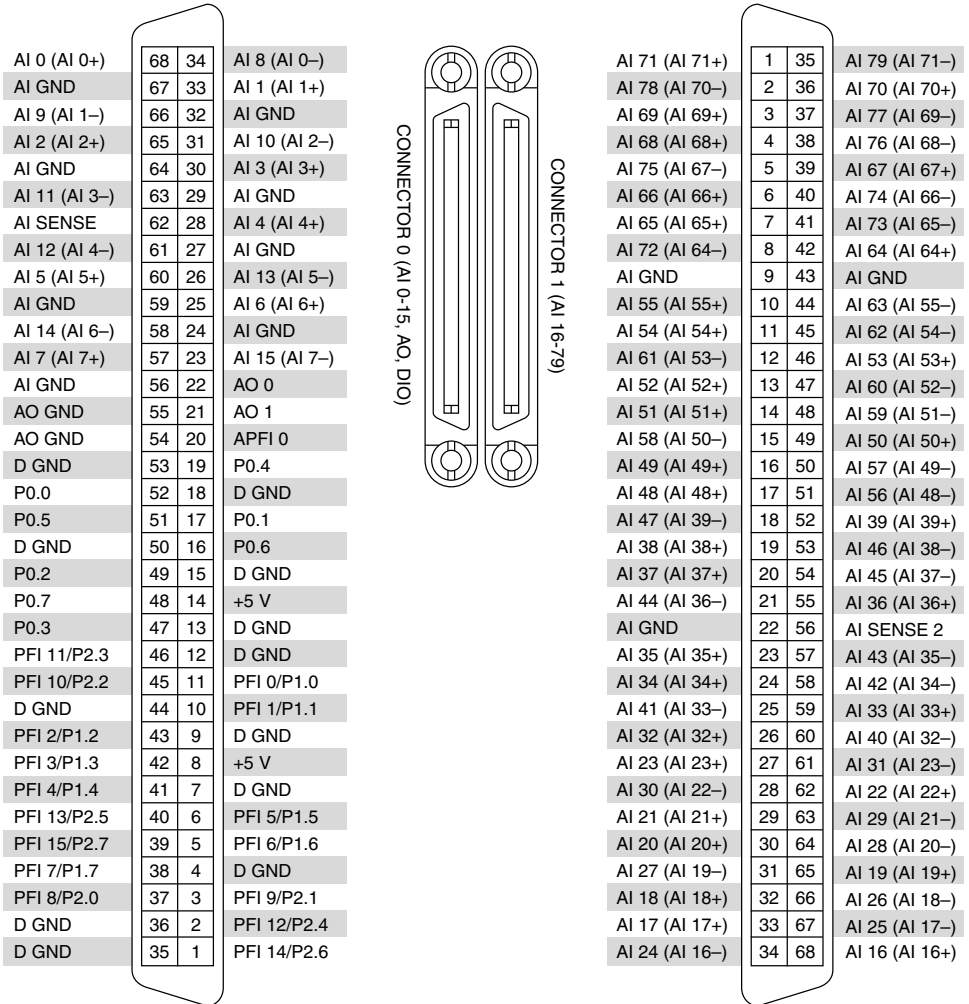 AI 0 (AI 0+) 68 34 AI 8 (AI 0–)
AI GND 67 33 AI 1 (AI 1+)
AI 9 (AI 1–) 66 32 AI GND
AI 2 (AI 2+) 65 31 AI 10 (AI 2–)
AI GND 64 30 AI 3 (AI 3+)
AI 11 (AI 3–) 63 29 AI GND
AI SENSE 62 28 AI 4 (AI 4+)
AI 12 (AI 4–) 61 27 AI GND
AI 5 (AI 5+) 60 26 AI 13 (AI 5–)
AI GND 59 25 AI 6 (AI 6+)
AI 14 (AI 6–) 58 24 AI GND
AI 7 (AI 7+) 57 23 AI 15 (AI 7–)
AI GND 56 22 AO 0
AO GND 55 21 AO 1
AO GND 54 20 APFI 0
D GND 53 19 P0.4
P0.0 52 18 D GND
P0.5 51 17 P0.1
D GND 50 16 P0.6
P0.2 49 15 D GND
P0.7 48 14 +5 V
P0.3 47 13 D GND
PFI 11/P2.3 46 12 D GND
PFI 10/P2.2 45 11 PFI 0/P1.0
D GND 44 10 PFI 1/P1.1
PFI 2/P1.2 43 9 D GND
PFI 3/P1.3 42 8 +5 V
PFI 4/P1.4 41 7 D GND
PFI 13/P2.5 40 6 PFI 5/P1.5
PFI 15/P2.7 39 5 PFI 6/P1.6
PFI 7/P1.7 38 4 D GND
PFI 8/P2.0 37 3 PFI 9/P2.1
D GND 36 2 PFI 12/P2.4
D GND 35 1 PFI 14/P2.6
CONNECTOR 0 (AI 0-15, AO, DIO)
CONNECTOR 1 (AI 16-79)
AI 71 (AI 71+) 1 35 AI 79 (AI 71–)
AI 78 (AI 70–) 2 36 AI 70 (AI 70+)
AI 69 (AI 69+) 3 37 AI 77 (AI 69–)
AI 68 (AI 68+) 4 38 AI 76 (AI 68–)
AI 75 (AI 67–) 5 39 AI 67 (AI 67+)
AI 66 (AI 66+) 6 40 AI 74 (AI 66–)
AI 65 (AI 65+) 7 41 AI 73 (AI 65–)
AI 72 (AI 64–) 8 42 AI 64 (AI 64+)
AI GND 9 43 AI GND
AI 55 (AI 55+) 10 44 AI 63 (AI 55–)
AI 54 (AI 54+) 11 45 AI 62 (AI 54–)
AI 61 (AI 53–) 12 46 AI 53 (AI 53+)
AI 52 (AI 52+) 13 47 AI 60 (AI 52–)
AI 51 (AI 51+) 14 48 AI 59 (AI 51–)
AI 58 (AI 50–) 15 49 AI 50 (AI 50+)
AI 49 (AI 49+) 16 50 AI 57 (AI 49–)
AI 48 (AI 48+) 17 51 AI 56 (AI 48–)
AI 47 (AI 39–) 18 52 AI 39 (AI 39+)
AI 38 (AI 38+) 19 53 AI 46 (AI 38–)
AI 37 (AI 37+) 20 54 AI 45 (AI 37–)
AI 44 (AI 36–) 21 55 AI 36 (AI 36+)
AI GND 22 56 AI SENSE 2
AI 35 (AI 35+) 23 57 AI 43 (AI 35–)
AI 34 (AI 34+) 24 58 AI 42 (AI 34–)
AI 41 (AI 33–) 25 59 AI 33 (AI 33+)
AI 32 (AI 32+) 26 60 AI 40 (AI 32–)
AI 23 (AI 23+) 27 61 AI 31 (AI 23–)
AI 30 (AI 22–) 28 62 AI 22 (AI 22+)
AI 21 (AI 21+) 29 63 AI 29 (AI 21–)
AI 20 (AI 20+) 30 64 AI 28 (AI 20–)
AI 27 (AI 19–) 31 65 AI 19 (AI 19+)
AI 18 (AI 18+) 32 66 AI 26 (AI 18–)
AI 17 (AI 17+) 33 67 AI 25 (AI 17–)
AI 24 (AI 16–) 34 68 AI 16 (AI 16+)